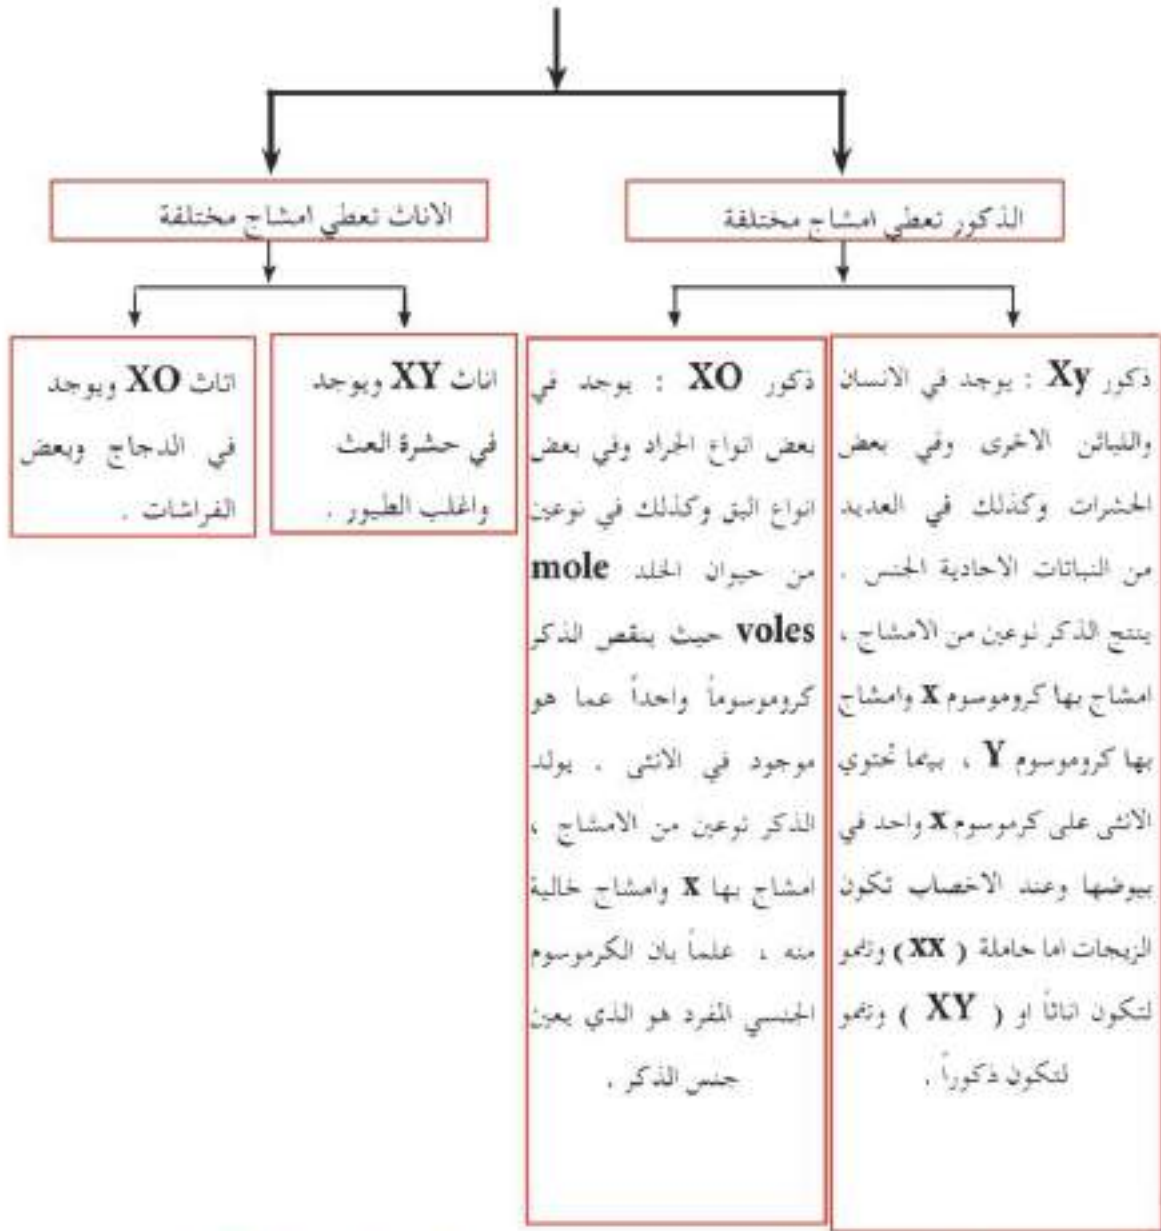 الذكور تعطي امشاج مختلفة
الاناث تعطي امشاج مختلفة
ذكور Xy : يوجد في الانسان
واللبائن الاخرى وفي بعض
الحشرات وكذلك في العديد
من النباتات الاحادية الجنس .
ينتج الذكر نوعين من الامشاج ،
امشاج بها كروموسوم x وامشاج
بها كروموسوم Y ، بينما تحتوي
الانثى على كرموسوم x واحد في
بيوضها وعند الاخصاب تكون
الزيجات اما حاملة ( xx ) وتنمو
لتكون اناثاً او ( XY ) وتنمو
لتكون ذكوراً .
ذكور XO : يوجد في
بعض انواع الجراد وفي بعض
انواع البق وكذلك في نوعين
من حيوان الخلد mole
voles حيث ينقص الذكر
كروموسوماً واحداً عما هو
موجود في الانثى . يولد
الذكر نوعين من الامشاج ،
امشاج بها x وامشاج خالية
منه ، علماً بان الكرموسوم
الجنسي المفرد هو الذي يعين
جنس الذكر .
اناث XY ويوجد
في حشرة العث
واغلب الطيور .
اناث XO ويوجد
في الدجاج وبعض
الفراشات .